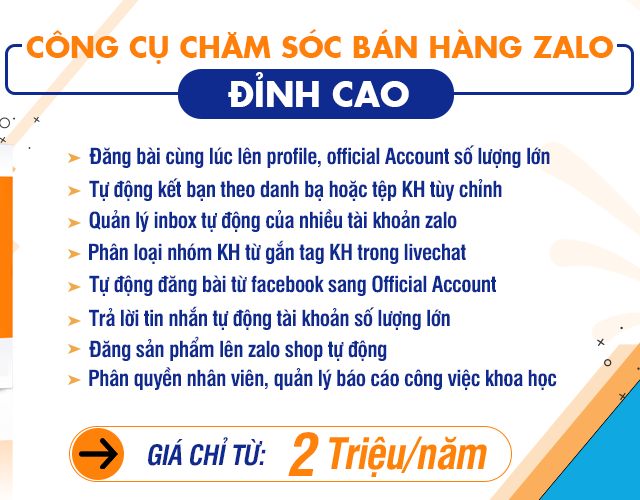 CÔNG CỤ CHĂM SÓC BÁN HÀNG ZALO
ĐỈNH CAO
Đăng bài cùng lúc lên profile, official Account số lượng lớn
Tự động kết bạn theo danh bạ hoặc tệp KH tùy chỉnh
Quản lý inbox tự động của nhiều tài khoản zalo
Phân loại nhóm KH từ gắn tag KH trong livechat
Tự động đăng bài từ facebook sang Official Account
Trả lời tin nhắn tự động tài khoản số lượng lớn
Đăng sản phẩm lên zalo shop tự động
Phân quyền nhân viên, quản lý báo cáo công việc khoa học
GIÁ CHỈ TỪ: 2 Triệu/năm